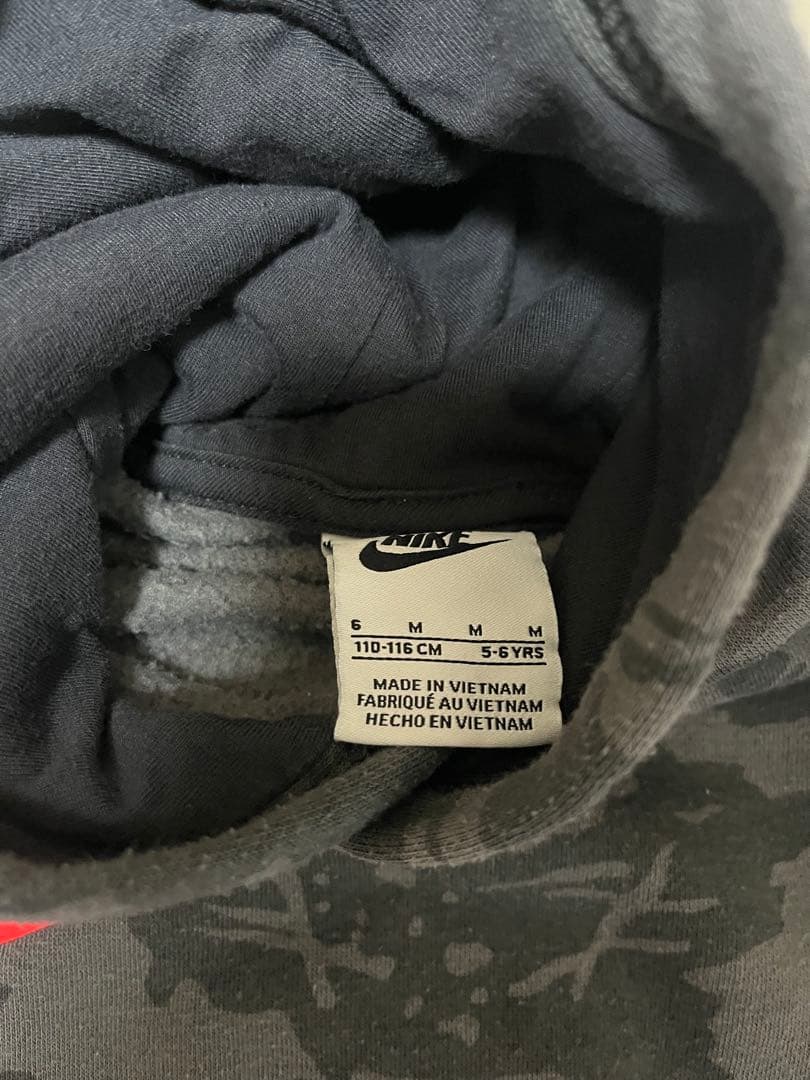 NIKE
6 M M M
110-116 CM 5-6 YRS
MADE IN VIETNAM
FABRIQUÉ AU VIETNAM
HECHO EN VIETNAM